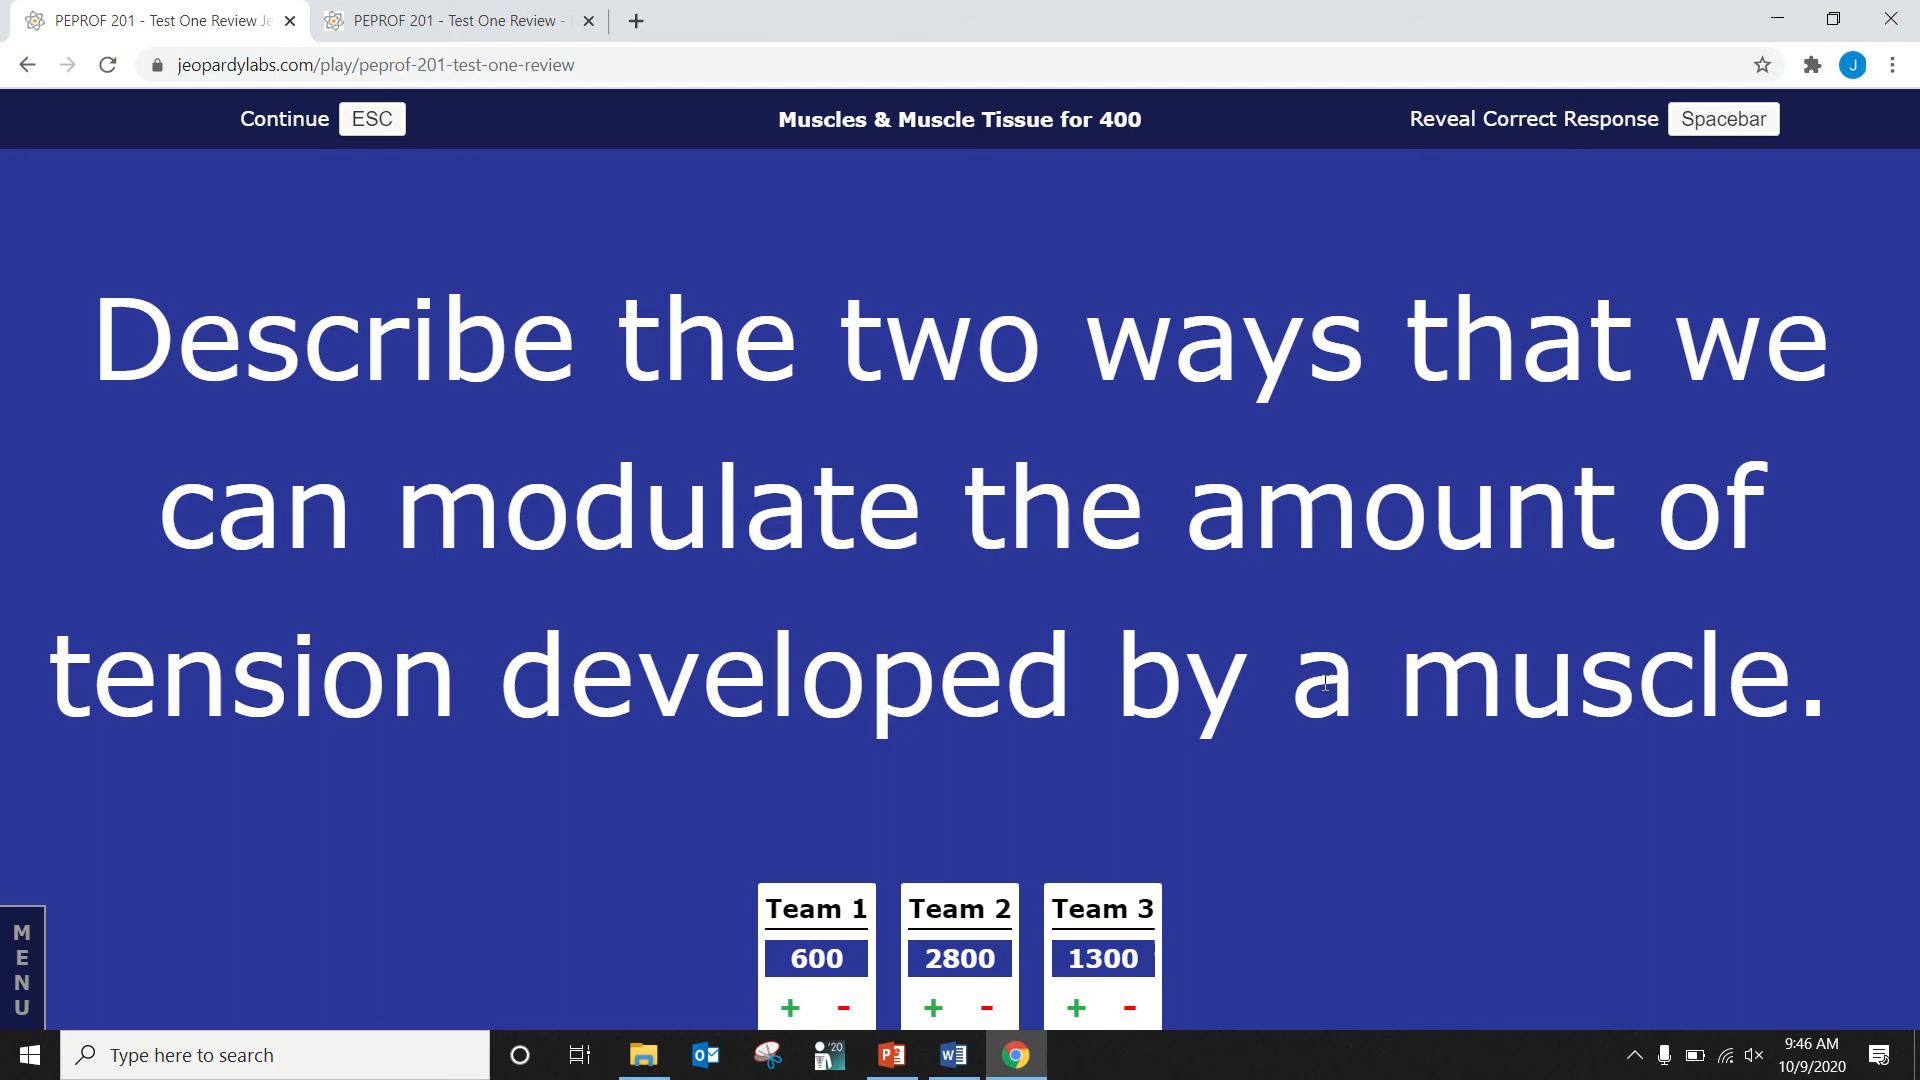 PEPROF 201 - Test One Review Je
PEPROF 201 - Test One Review -
jeopardylabs.com/play/peprof-201-test-one-review
J
Continue ESC
Muscles & Muscle Tissue for 400
Reveal Correct Response Spacebar
Describe the two ways that we
can modulate the amount of
tension developed by a muscle.
MENU
Team 1 Team 2 Team 3
600 2800 1300
+ - + - + -
Type here to search
'20
9:46 AM
10/9/2020